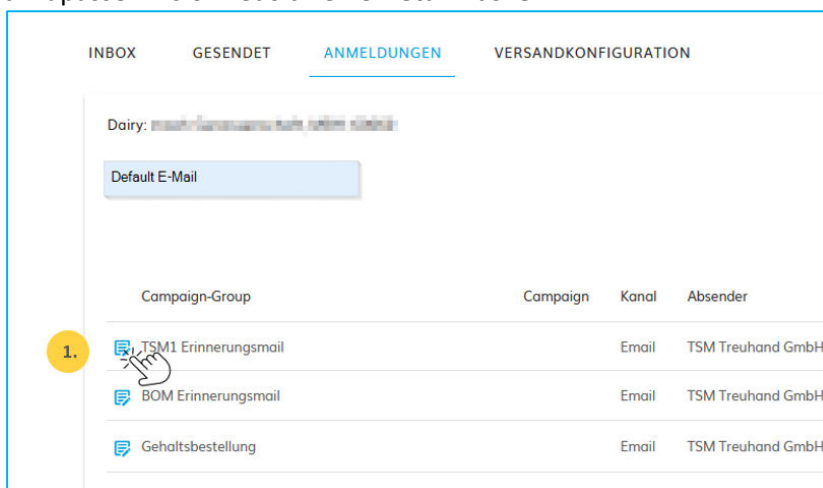 INBOX GESENDET ANMELDUNGEN VERSANDKONFIGURATION
Dairy:
Default E-Mail
Campaign-Group Campaign Kanal Absender
1. TSM1 Erinnerungsmail Email TSM Treuhand GmbH
BOM Erinnerungsmail Email TSM Treuhand GmbH
Gehaltsbestellung Email TSM Treuhand GmbH